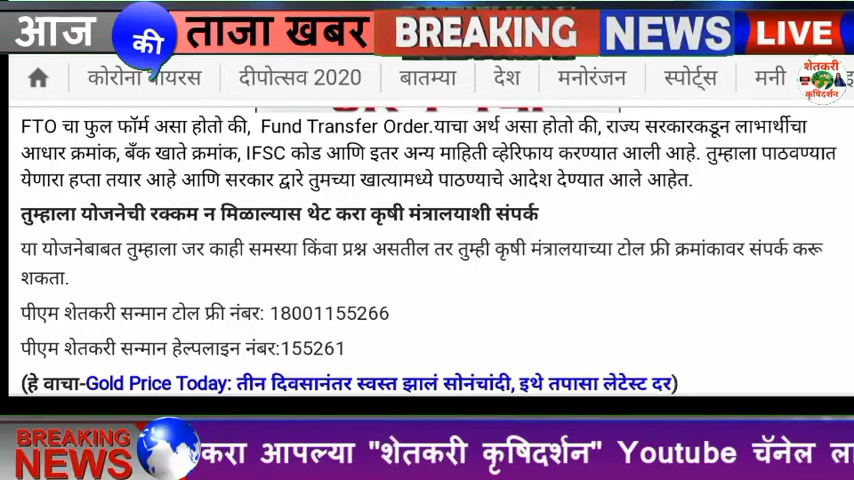 आज की ताजा खबर BREAKING NEWS LIVE
कोरोना वायरस दीपोत्सव 2020 बातम्या देश मनोरंजन स्पोर्ट्स मनी
शेतकरी
कृषिदर्शन
FTO चा फुल फॉर्म असा होतो की, Fund Transfer Order.याचा अर्थ असा होतो की, राज्य सरकारकडून लाभार्थीचा
आधार क्रमांक, बँक खाते क्रमांक, IFSC कोड आणि इतर अन्य माहिती व्हेरिफाय करण्यात आली आहे. तुम्हाला पाठवण्यात
येणारा हप्ता तयार आहे आणि सरकार द्वारे तुमच्या खात्यामध्ये पाठण्याचे आदेश देण्यात आले आहेत.
तुम्हाला योजनेची रक्कम न मिळाल्यास थेट करा कृषी मंत्रालयाशी संपर्क
या योजनेबाबत तुम्हाला जर काही समस्या किंवा प्रश्न असतील तर तुम्ही कृषी मंत्रालयाच्या टोल फ्री क्रमांकावर संपर्क करू
शकता.
पीएम शेतकरी सन्मान टोल फ्री नंबर: 18001155266
पीएम शेतकरी सन्मान हेल्पलाइन नंबर:155261
(हे वाचा-Gold Price Today: तीन दिवसानंतर स्वस्त झालं सोनंचांदी, इथे तपासा लेटेस्ट दर)
BREAKING
NEWS
करा आपल्या "शेतकरी कृषिदर्शन" Youtube चॅनेल ला